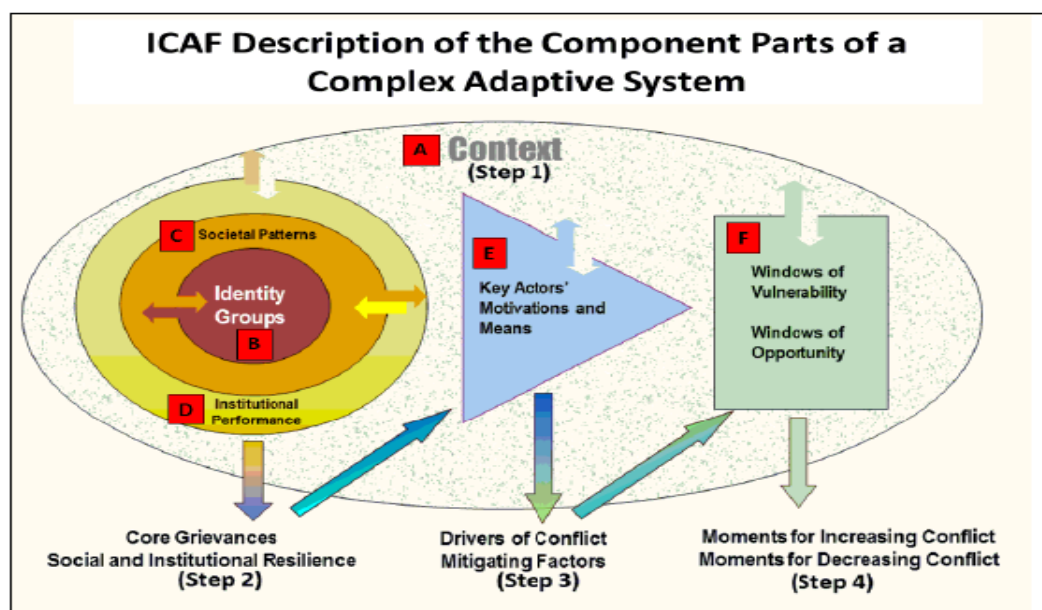 ICAF Description of the Component Parts of a
Complex Adaptive System
A
Context
(Step 1)
C
Societal Patterns
Identity
Groups
B
D
Institutional
Performance
E
Key Actors'
Motivations and
Means
F
Windows of
Vulnerability
Windows of
Opportunity
Core Grievances
Social and Institutional Resilience
(Step 2)
Drivers of Conflict
Mitigating Factors
(Step 3)
Moments for Increasing Conflict
Moments for Decreasing Conflict
(Step 4)